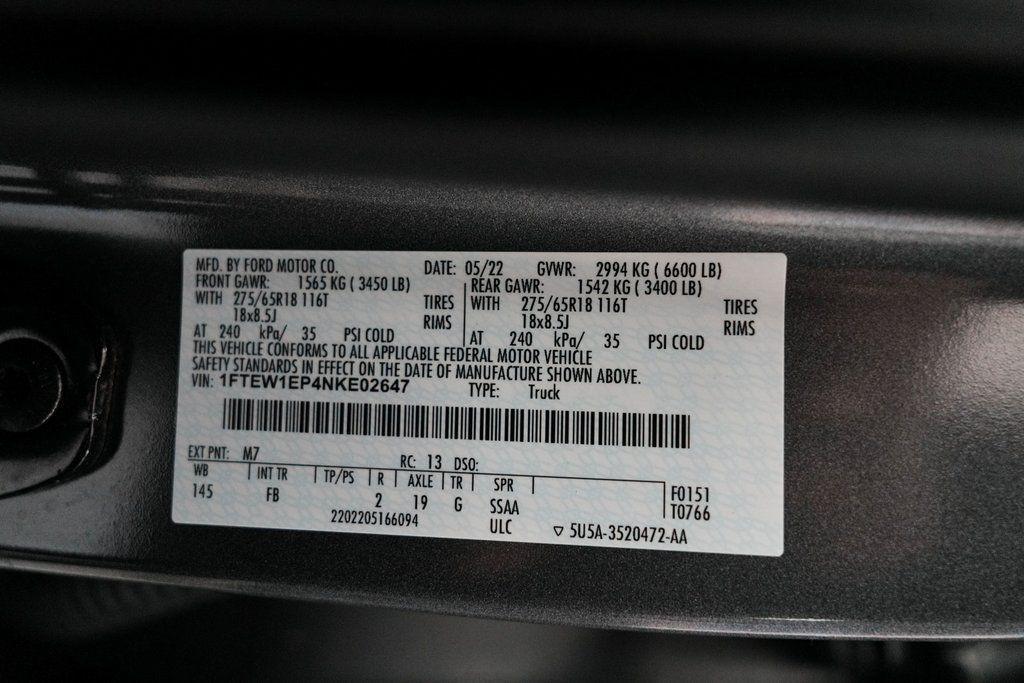 MFD. BY FORD MOTOR CO. DATE: 05/22 GVWR: 2994 KG ( 6600 LB)
FRONT GAWR: 1565 KG ( 3450 LB) REAR GAWR: 1542 KG ( 3400 LB)
WITH 275/65R18 116T TIRES WITH 275/65R18 116T TIRES
18x8.5J RIMS 18x8.5J RIMS
AT 240 kPa/ 35 PSI COLD AT 240 kPa/ 35 PSI COLD
THIS VEHICLE CONFORMS TO ALL APPLICABLE FEDERAL MOTOR VEHICLE
SAFETY STANDARDS IN EFFECT ON THE DATE OF MANUFACTURE SHOWN ABOVE.
VIN: 1FTEW1EP4NKE02647 TYPE: Truck
EXT PNT: M7 RC: 13 DSO:
WB INT TR TP/PS R AXLE TR SPR F0151
145 FB 2 19 G SSAA T0766
2202205166094 ULC ▽ 5U5A-3520472-AA